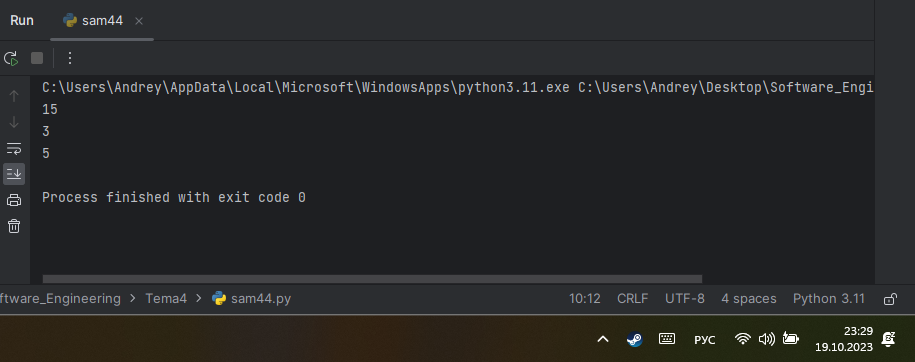 Run sam44
C:\Users\Andrey\AppData\Local\Microsoft\WindowsApps\python3.11.exe C:\Users\Andrey\Desktop\Software_Engi
15
3
5
Process finished with exit code 0
ftware_Engineering > Tema4 > sam44.py 10:12 CRLF UTF-8 4 spaces Python 3.11
РУС 23:29
19.10.2023